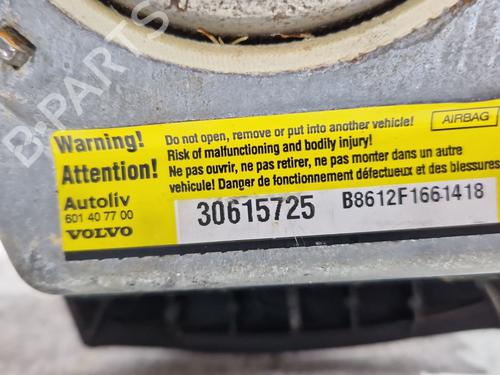 Warning!
Attention!
Do not open, remove or put into another vehicle!
AIRBAG
Risk of malfunctioning and bodily injury!
Ne pas ouvrir, ne pas retirer, ne pas monter dans un autre
vehicule! Danger de fonctionnement défectueux et des blessures
Autoliv
601 40 77 00
VOLVO
30615725
B8612F1661418
B-PARTS